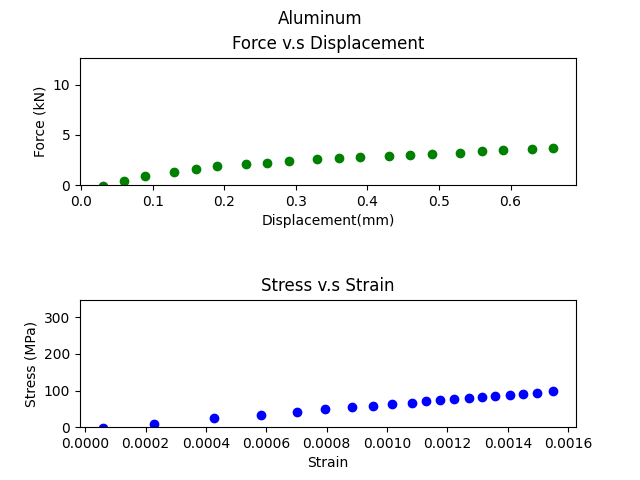 Aluminum
Force v.s Displacement
Force (kN)
10
5
0
0.0 0.1 0.2 0.3 0.4 0.5 0.6
Displacement(mm)
Stress v.s Strain
Stress (MPa)
300
200
100
0
0.0000 0.0002 0.0004 0.0006 0.0008 0.0010 0.0012 0.0014 0.0016
Strain